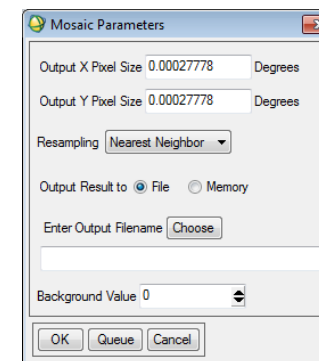 Mosaic Parameters
Output X Pixel Size 0.00027778 Degrees
Output Y Pixel Size 0.00027778 Degrees
Resampling Nearest Neighbor
Output Result to File Memory
Enter Output Filename Choose
Background Value 0
OK Queue Cancel